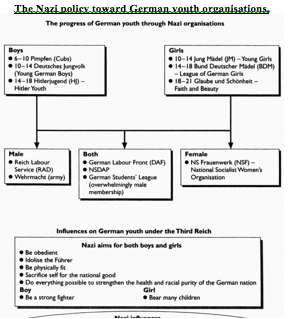 The Nazi policy toward German youth organisations.
The progress of German youth through Nazi organisations
Boys
● 6–10 Pimpfen (Cubs)
● 10–14 Deutsches Jungvolk
(Young German Boys)
● 14–18 Hitlerjugend (HJ) –
Hitler Youth
Girls
● 10–14 Jung Mädel (JM) – Young Girls
● 14–18 Bund Deutscher Mädel (BDM)
– League of German Girls
● 18–21 Glaube und Schönheit –
Faith and Beauty
Male
● Reich Labour
Service (RAD)
● Wehrmacht (army)
Both
● German Labour Front (DAF)
● NSDAP
● German Students' League
(overwhelmingly male
membership)
Female
● NS Frauenwerk (NSF) –
National Socialist Women's
Organisation
Influences on German youth under the Third Reich
Nazi aims for both boys and girls
● Be obedient
● Idolise the Führer
● Be physically fit
● Sacrifice self for the national good
● Do everything possible to strengthen the health and racial purity of the German nation
Boy
● Be a strong fighter
Girl
● Bear many children
Nazi influences